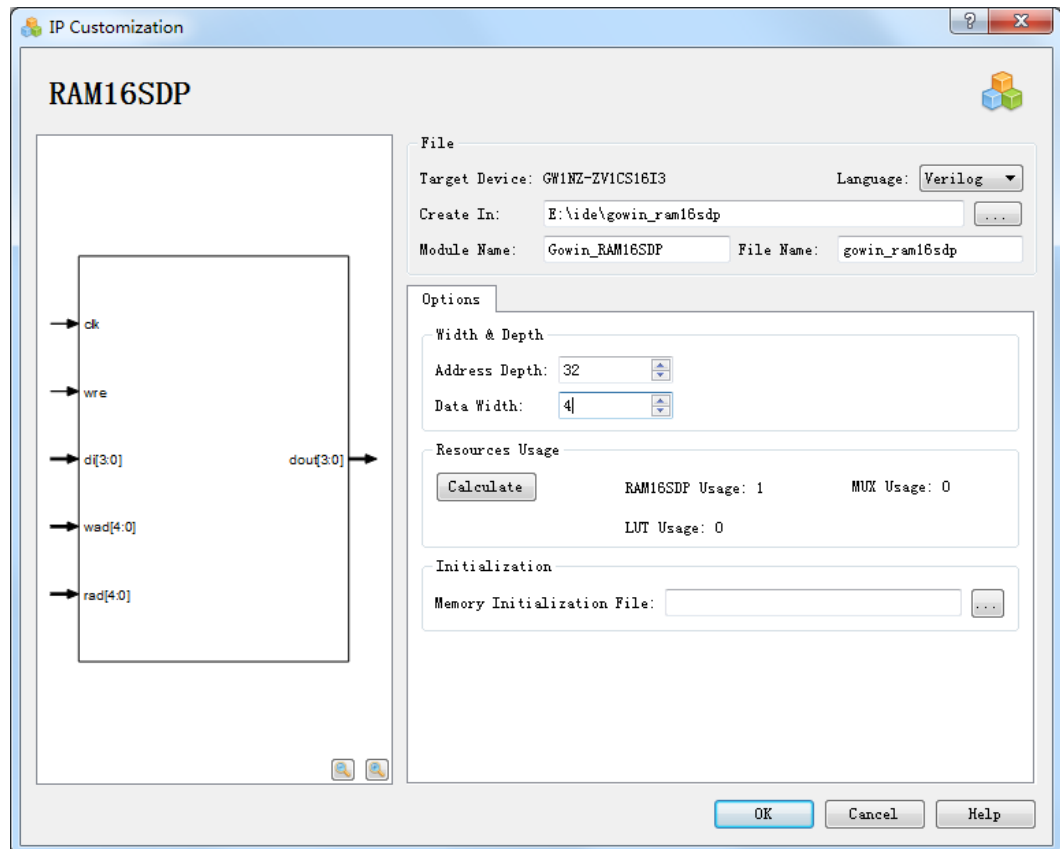 IP Customization
RAM16SDP
clk
wre
di[3:0]
dout[3:0]
wad[4:0]
rad[4:0]
File
Target Device: GW1NZ-ZV1CS16I3
Language: Verilog
Create In: E:\ide\gowin_ram16sdp ...
Module Name: Gowin_RAM16SDP File Name: gowin_ram16sdp
Options
Width & Depth
Address Depth: 32
Data Width: 4
Resources Usage
Calculate RAM16SDP Usage: 1 MUX Usage: 0
LUT Usage: 0
Initialization
Memory Initialization File: ...
OK Cancel Help